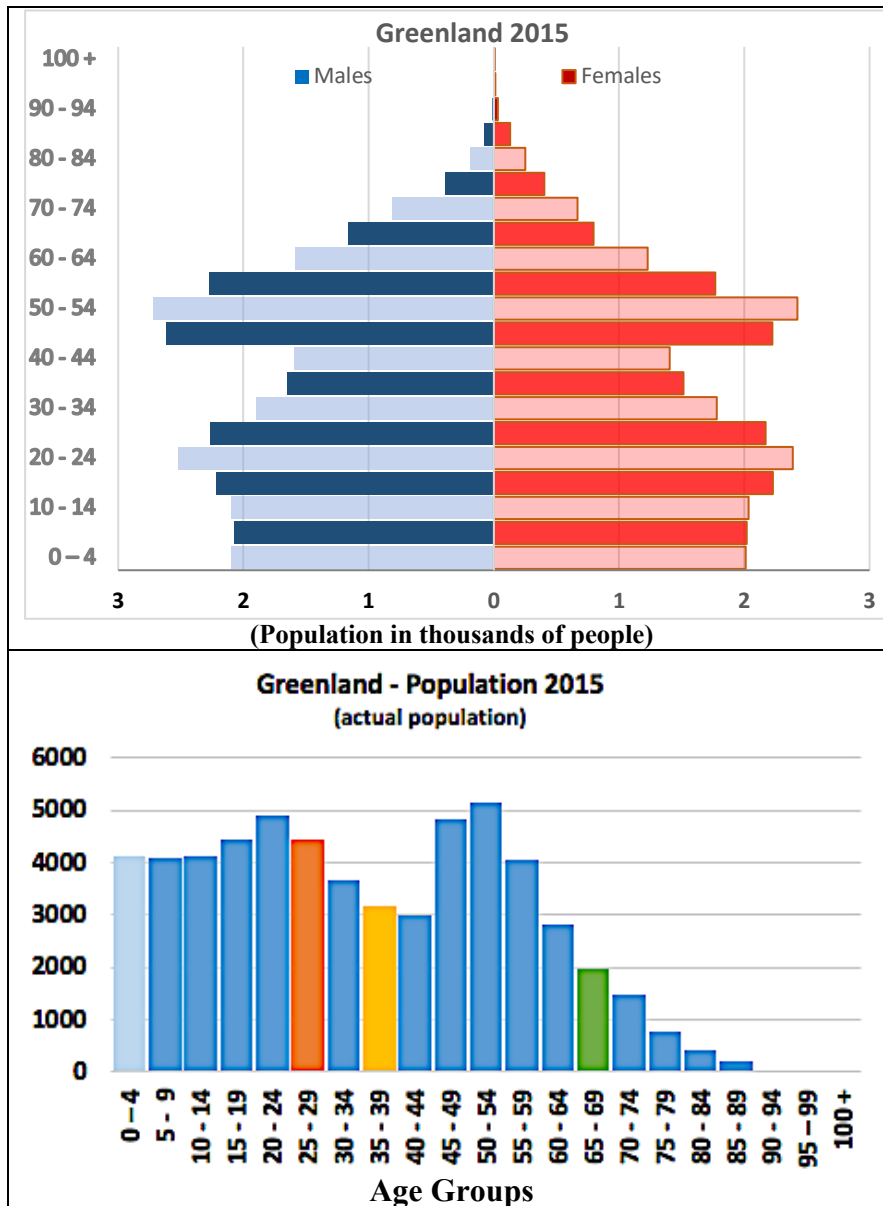 Greenland 2015
Males
Females
100 +
90 - 94
80 - 84
70 - 74
60 - 64
50 - 54
40 - 44
30 - 34
20 - 24
10 - 14
0 – 4
3 2 1 0 1 2 3
(Population in thousands of people)
Greenland - Population 2015
(actual population)
6000
5000
4000
3000
2000
1000
0
0 – 4
5 - 9
10 - 14
15 - 19
20 - 24
25 - 29
30 - 34
35 - 39
40 - 44
45 - 49
50 - 54
55 - 59
60 - 64
65 - 69
70 - 74
75 - 79
80 - 84
85 - 89
90 - 94
95 – 99
100 +
Age Groups